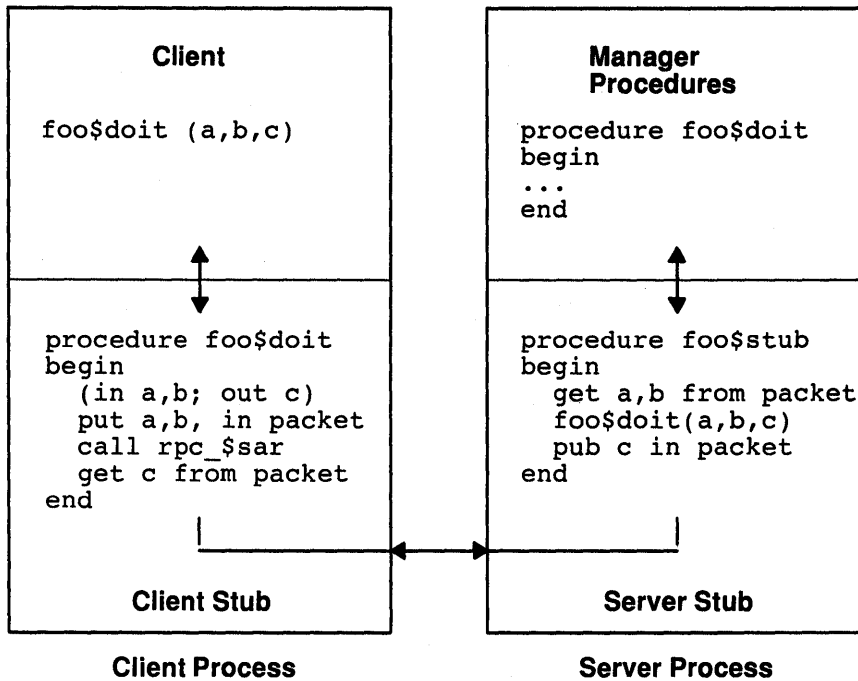 Client
foo$doit (a,b,c)
procedure foo$doit
begin
(in a,b; out c)
put a,b, in packet
call rpc_$sar
get c from packet
end
Client Stub
Client Process
Manager
Procedures
procedure foo$doit
begin
...
end
procedure foo$stub
begin
get a,b from packet
foo$doit(a,b,c)
pub c in packet
end
Server Stub
Server Process